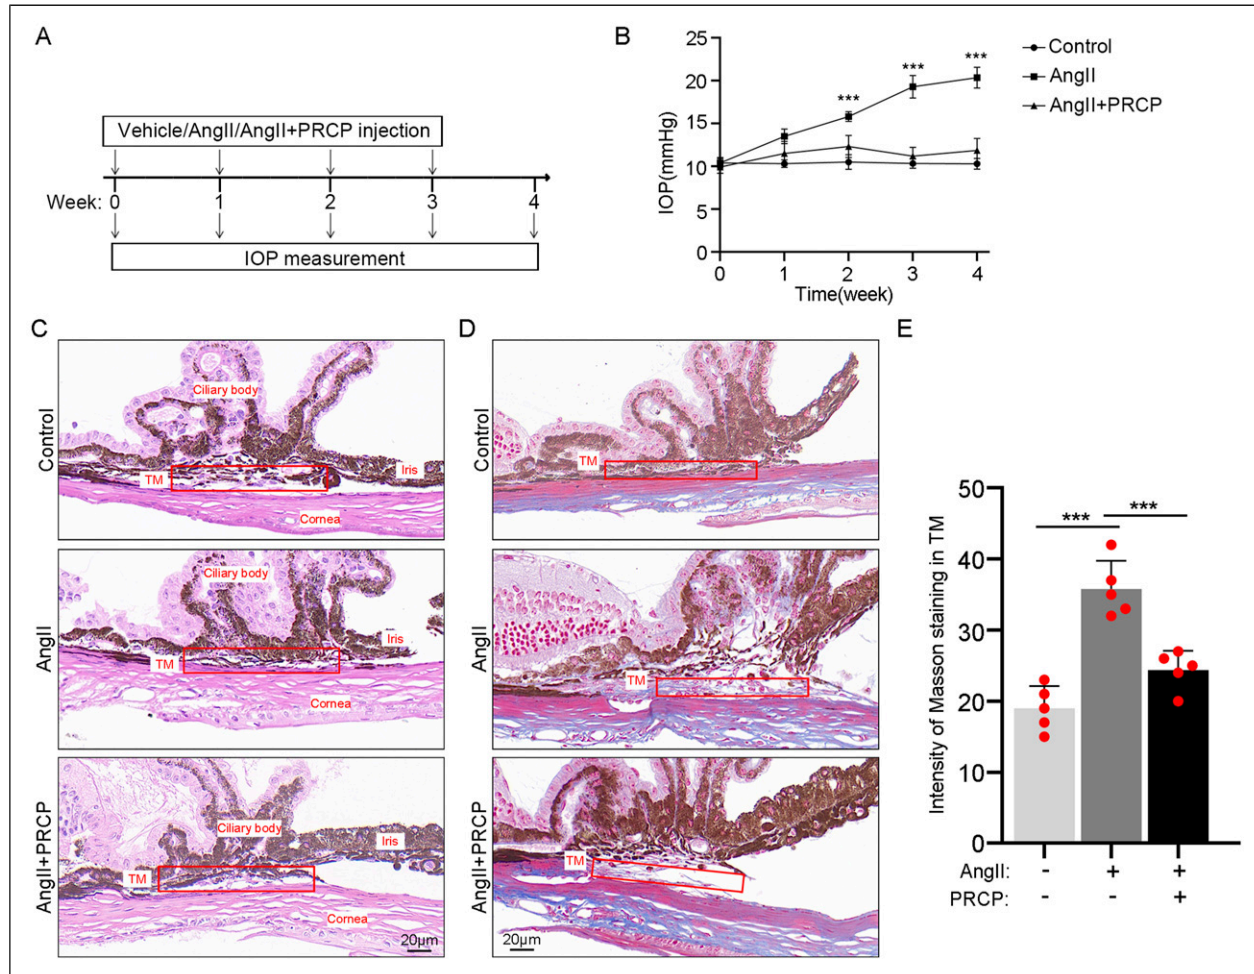 A
Vehicle/AngII/AngII+PRCP injection
Week: 0 1 2 3 4
IOP measurement
B
IOP(mmHg)
25
20
15
10
5
0
*** *** ***
0 1 2 3 4
Time(week)
Control
AngII
AngII+PRCP
C
Control
Ciliary body
TM
Iris
Cornea
AngII
Ciliary body
TM
Iris
Cornea
AngII+PRCP
Ciliary body
TM
Iris
Cornea
20μm
D
Control
TM
AngII
TM
AngII+PRCP
TM
20μm
E
Intensity of Masson staining in TM
50
40
30
20
10
0
*** ***
AngII: - + +
PRCP: - - +